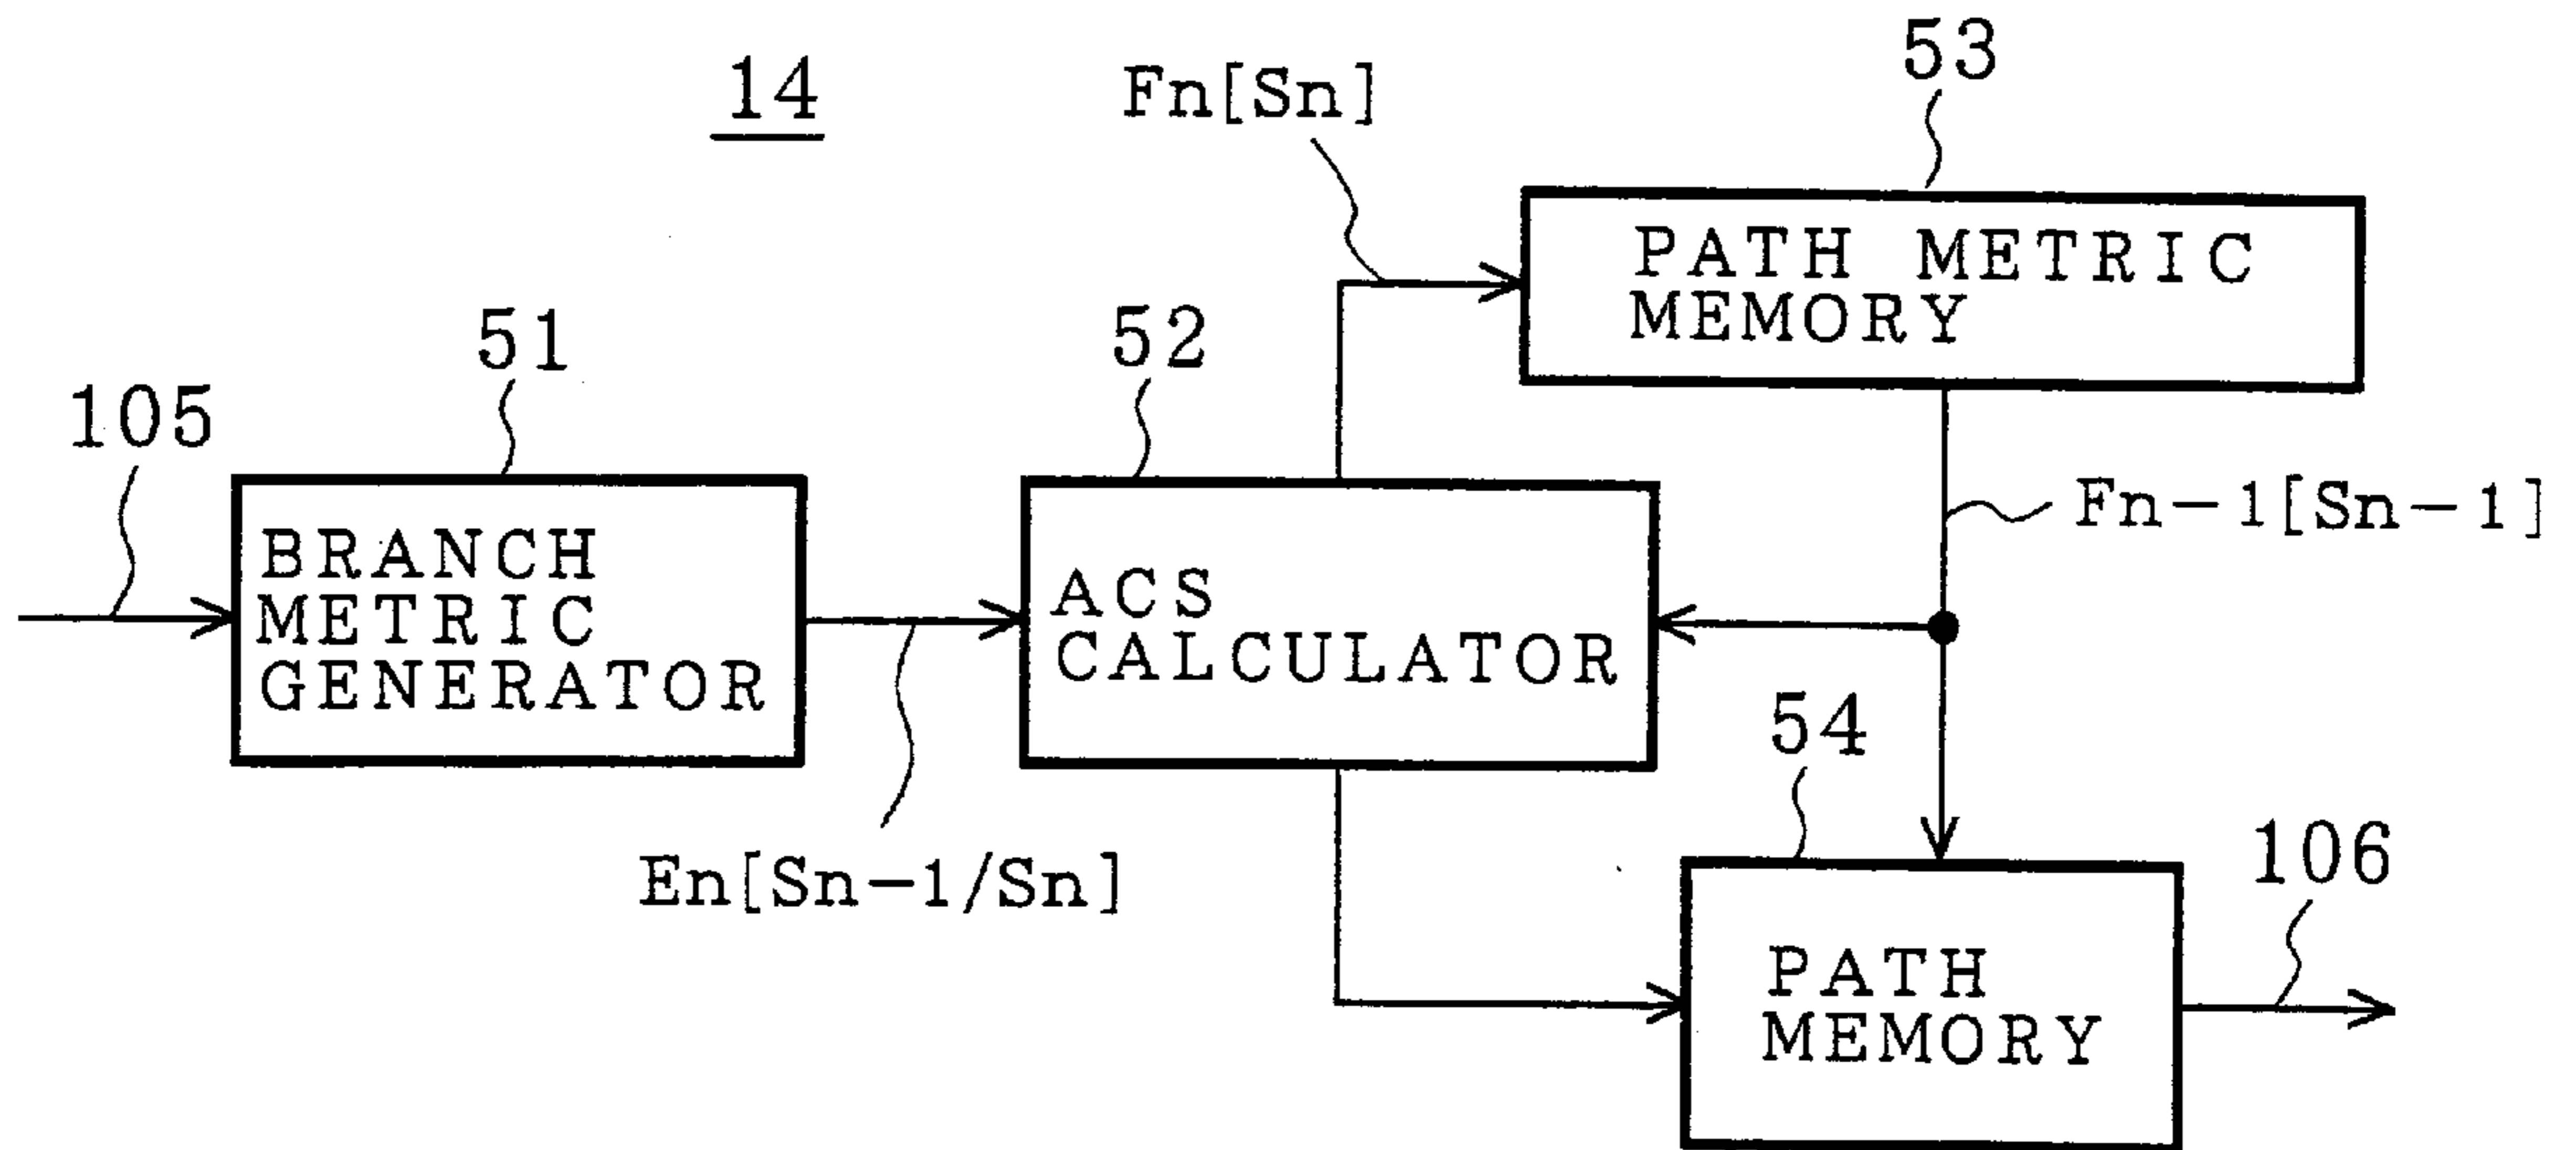 14
Fn[Sn]
53
PATH METRIC
MEMORY
51
52
105
Fn-1[Sn-1]
BRANCH
METRIC
GENERATOR
ACS
CALCULATOR
54
En[Sn-1/Sn]
106
PATH
MEMORY